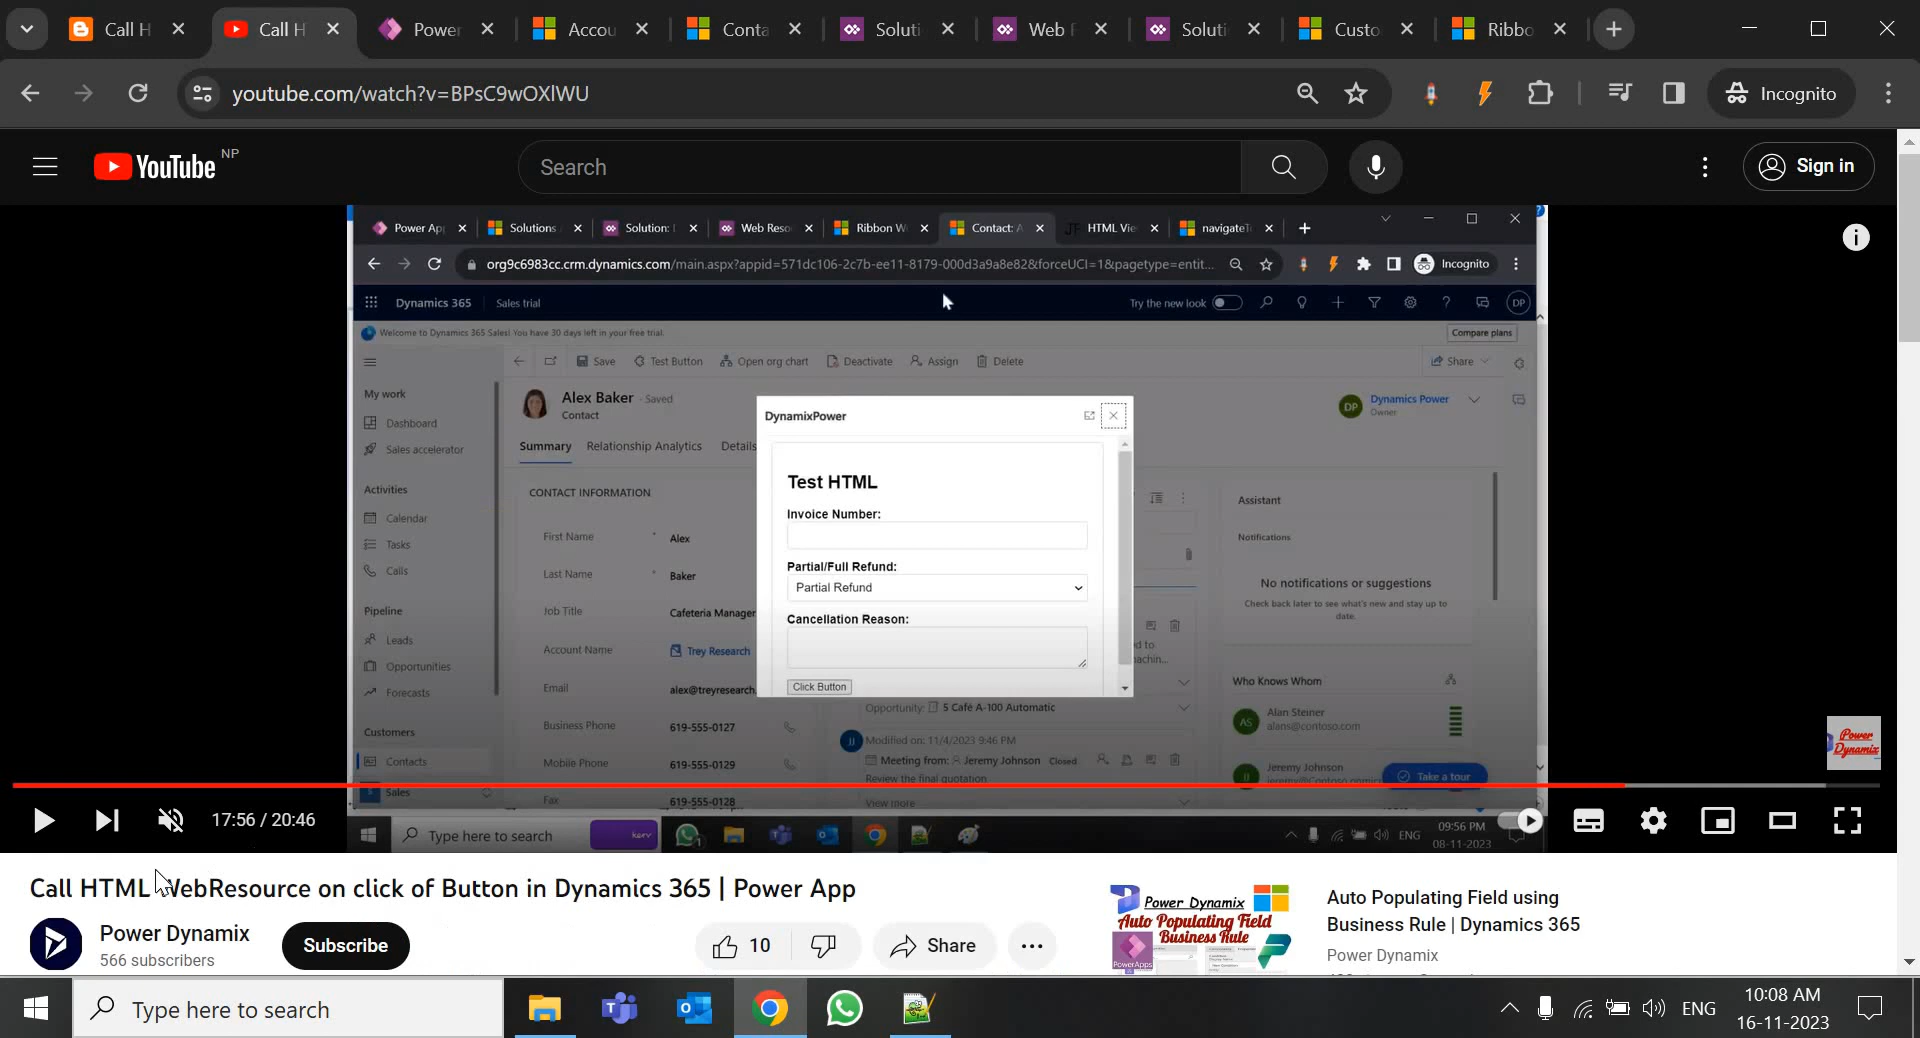 Call H
Call H
Power
Accou
Conta
Soluti
Web F
Soluti
Custo
Ribbo
youtube.com/watch?v=BPsC9wOXlWU
Incognito
YouTube NP
Search
Sign in
Power Ap
Solutions
Solution:
Web Reso
Ribbon W
Contact: A
HTML Vie
navigateT
org9c6983cc.crm.dynamics.com/main.aspx?appid=571dc106-2c7b-ee11-8179-000d3a9a8e82&forceUCI=1&pagetype=entit...
Incognito
Dynamics 365
Sales trial
Try the new look
DP
Welcome to Dynamics 365 Sales! You have 30 days left in your free trial.
Compare plans
Save
Test Button
Open org chart
Deactivate
Assign
Delete
Share
My work
Dashboard
Sales accelerator
Activities
Calendar
Tasks
Calls
Pipeline
Leads
Opportunities
Forecasts
Customers
Contacts
Sales
Alex Baker - Saved
Contact
DP
Dynamics Power
Owner
Summary
Relationship Analytics
Details
CONTACT INFORMATION
First Name * Alex
Last Name * Baker
Job Title Cafeteria Manager
Account Name Trey Research
Email alex@treyresearch.
Business Phone 619-555-0127
Mobile Phone 619-555-0129
Fax 619-555-0128
DynamixPower
Test HTML
Invoice Number:
Partial/Full Refund:
Partial Refund
Cancellation Reason:
Click Button
ed to
eachin...
Opportunity: 5 Café A-100 Automatic
JJ
Modified on: 11/4/2023 9:46 PM
Meeting from: Jeremy Johnson Closed
Review the final quotation
View more
Assistant
Notifications
No notifications or suggestions
Check back later to see what's new and stay up to
date.
Who Knows Whom
AS
Alan Steiner
alans@contoso.com
JJ
Jeremy Johnson
Take a tour
Power
Dynamix
17:56 / 20:46
Type here to search
kerv
ENG
09:56 PM
08-11-2023
Call HTML WebResource on click of Button in Dynamics 365 | Power App
Power Dynamix
566 subscribers
Subscribe
10
Share
Power Dynamix
Auto Populating Field
Business Rule
PowerApps
Auto Populating Field using
Business Rule | Dynamics 365
Power Dynamix
Type here to search
ENG
10:08 AM
16-11-2023